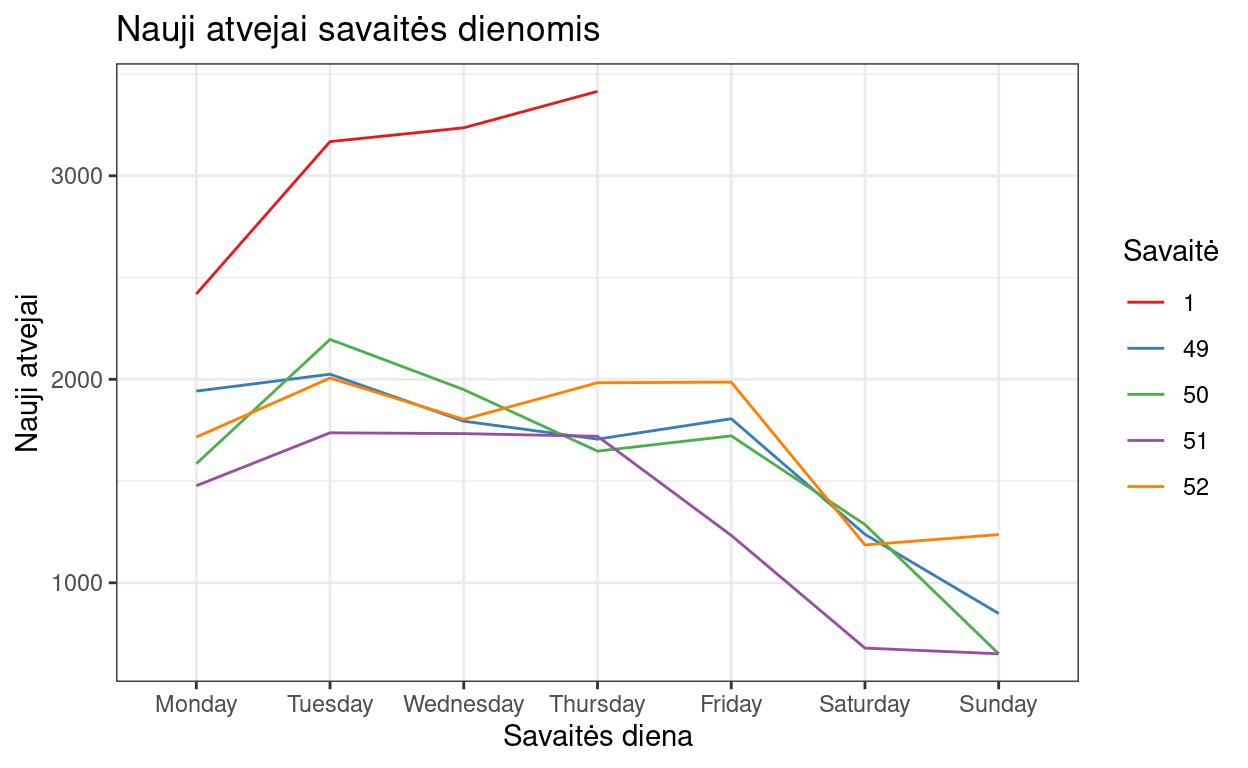 Nauji atvejai savaitės dienomis
Nauji atvejai
3000
2000
1000
Monday Tuesday Wednesday Thursday Friday Saturday Sunday
Savaitės diena
Savaitė
1
49
50
51
52